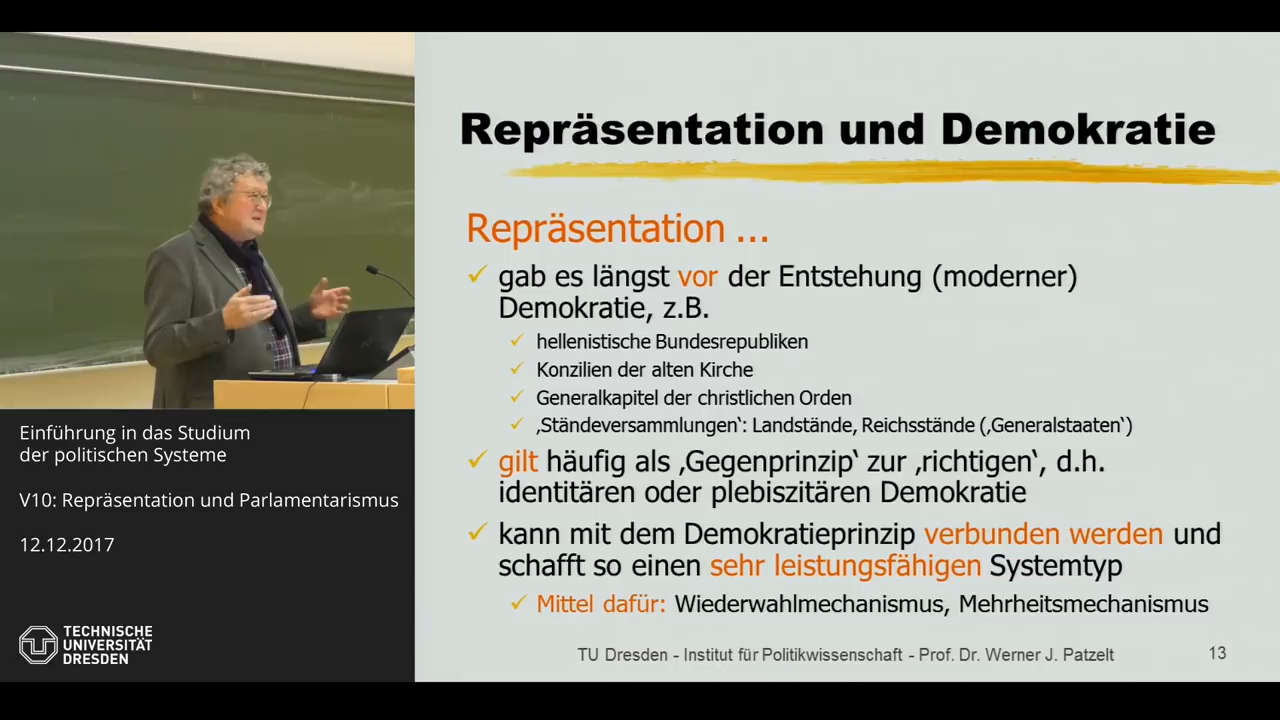 Repräsentation und Demokratie
Repräsentation ...
gab es längst vor der Entstehung (moderner)
Demokratie, z.B.
hellenistische Bundesrepubliken
Konzilien der alten Kirche
Generalkapitel der christlichen Orden
‚Ständeversammlungen‘: Landstände, Reichsstände (‚Generalstaaten‘)
gilt häufig als ‚Gegenprinzip‘ zur ‚richtigen‘, d.h.
identitären oder plebiszitären Demokratie
kann mit dem Demokratieprinzip verbunden werden und
schafft so einen sehr leistungsfähigen Systemtyp
Mittel dafür: Wiederwahlmechanismus, Mehrheitsmechanismus
TU Dresden - Institut für Politikwissenschaft - Prof. Dr. Werner J. Patzelt
13
Einführung in das Studium
der politischen Systeme
V10: Repräsentation und Parlamentarismus
12.12.2017
TECHNISCHE
UNIVERSITÄT
DRESDEN